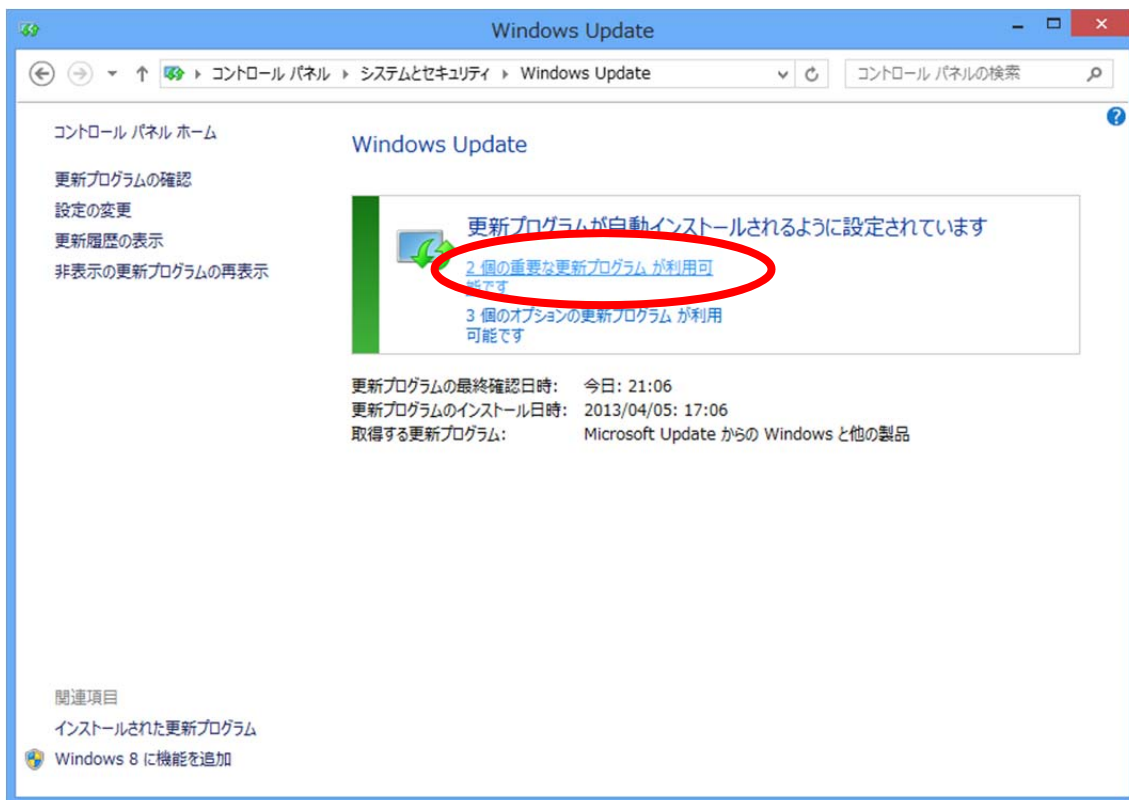 Windows Update
コントロール パネル システムとセキュリティ Windows Update
コントロール パネルの検索
コントロール パネル ホーム
更新プログラムの確認
設定の変更
更新履歴の表示
非表示の更新プログラムの再表示
Windows Update
更新プログラムが自動インストールされるように設定されています
2 個の重要な更新プログラム が利用可
能です
3 個のオプションの更新プログラム が利用
可能です
更新プログラムの最終確認日時: 今日: 21:06
更新プログラムのインストール日時: 2013/04/05: 17:06
取得する更新プログラム: Microsoft Update からの Windows と他の製品
関連項目
インストールされた更新プログラム
Windows 8 に機能を追加